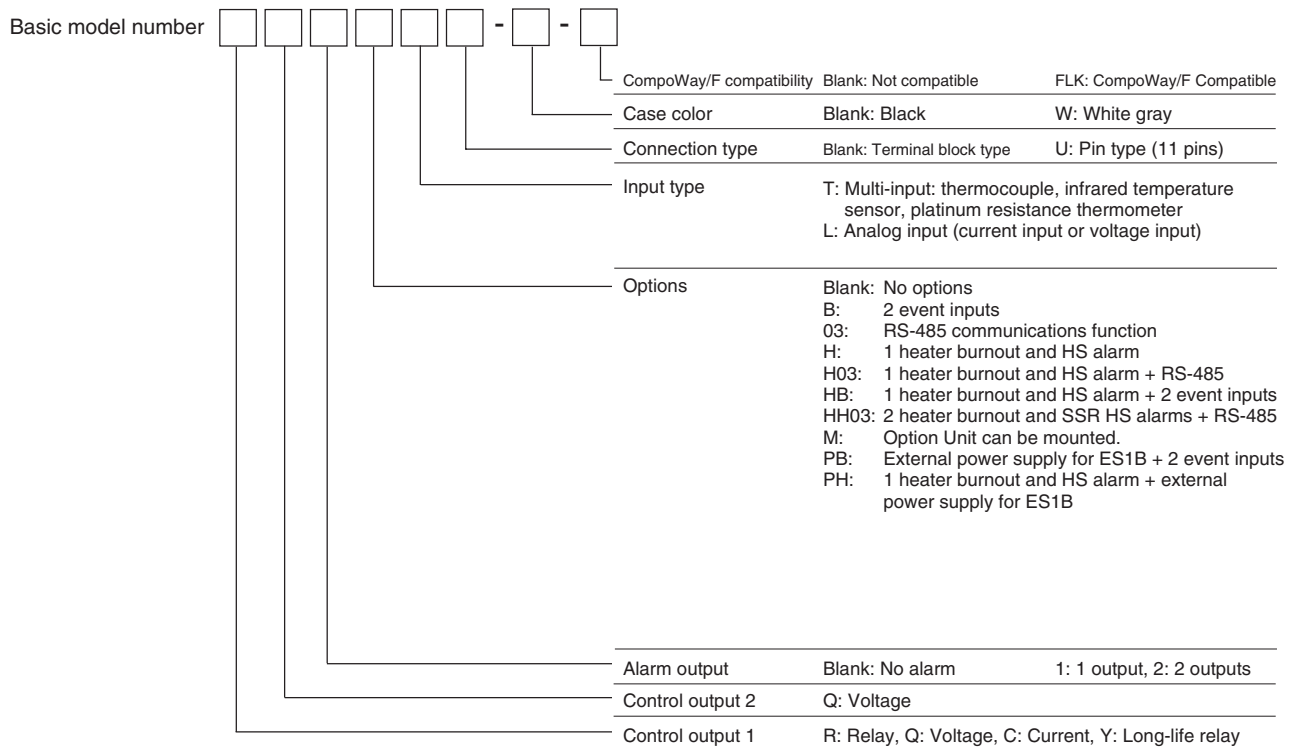 Basic model number - -
CompoWay/F compatibility Blank: Not compatible FLK: CompoWay/F Compatible
Case color Blank: Black W: White gray
Connection type Blank: Terminal block type U: Pin type (11 pins)
Input type T: Multi-input: thermocouple, infrared temperature
sensor, platinum resistance thermometer
L: Analog input (current input or voltage input)
Options Blank: No options
B: 2 event inputs
03: RS-485 communications function
H: 1 heater burnout and HS alarm
H03: 1 heater burnout and HS alarm + RS-485
HB: 1 heater burnout and HS alarm + 2 event inputs
HH03: 2 heater burnout and SSR HS alarms + RS-485
M: Option Unit can be mounted.
PB: External power supply for ES1B + 2 event inputs
PH: 1 heater burnout and HS alarm + external
power supply for ES1B
Alarm output Blank: No alarm 1: 1 output, 2: 2 outputs
Control output 2 Q: Voltage
Control output 1 R: Relay, Q: Voltage, C: Current, Y: Long-life relay